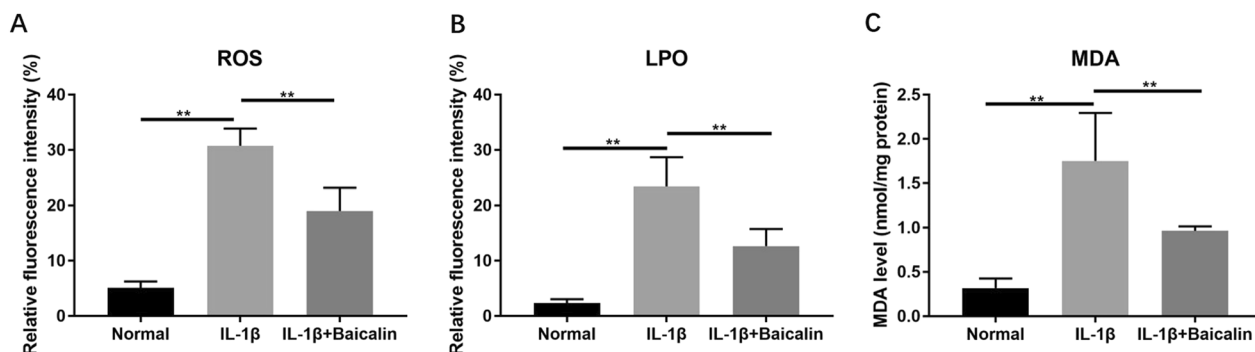 A
ROS
Relative fluorescence intensity (%)
40
30
20
10
0
**
**
Normal
IL-1β
IL-1β+Baicalin
B
LPO
Relative fluorescence intensity (%)
40
30
20
10
0
**
**
Normal
IL-1β
IL-1β+Baicalin
C
MDA
MDA level (nmol/mg protein)
2.5
2.0
1.5
1.0
0.5
0.0
**
**
Normal
IL-1β
IL-1β+Baicalin